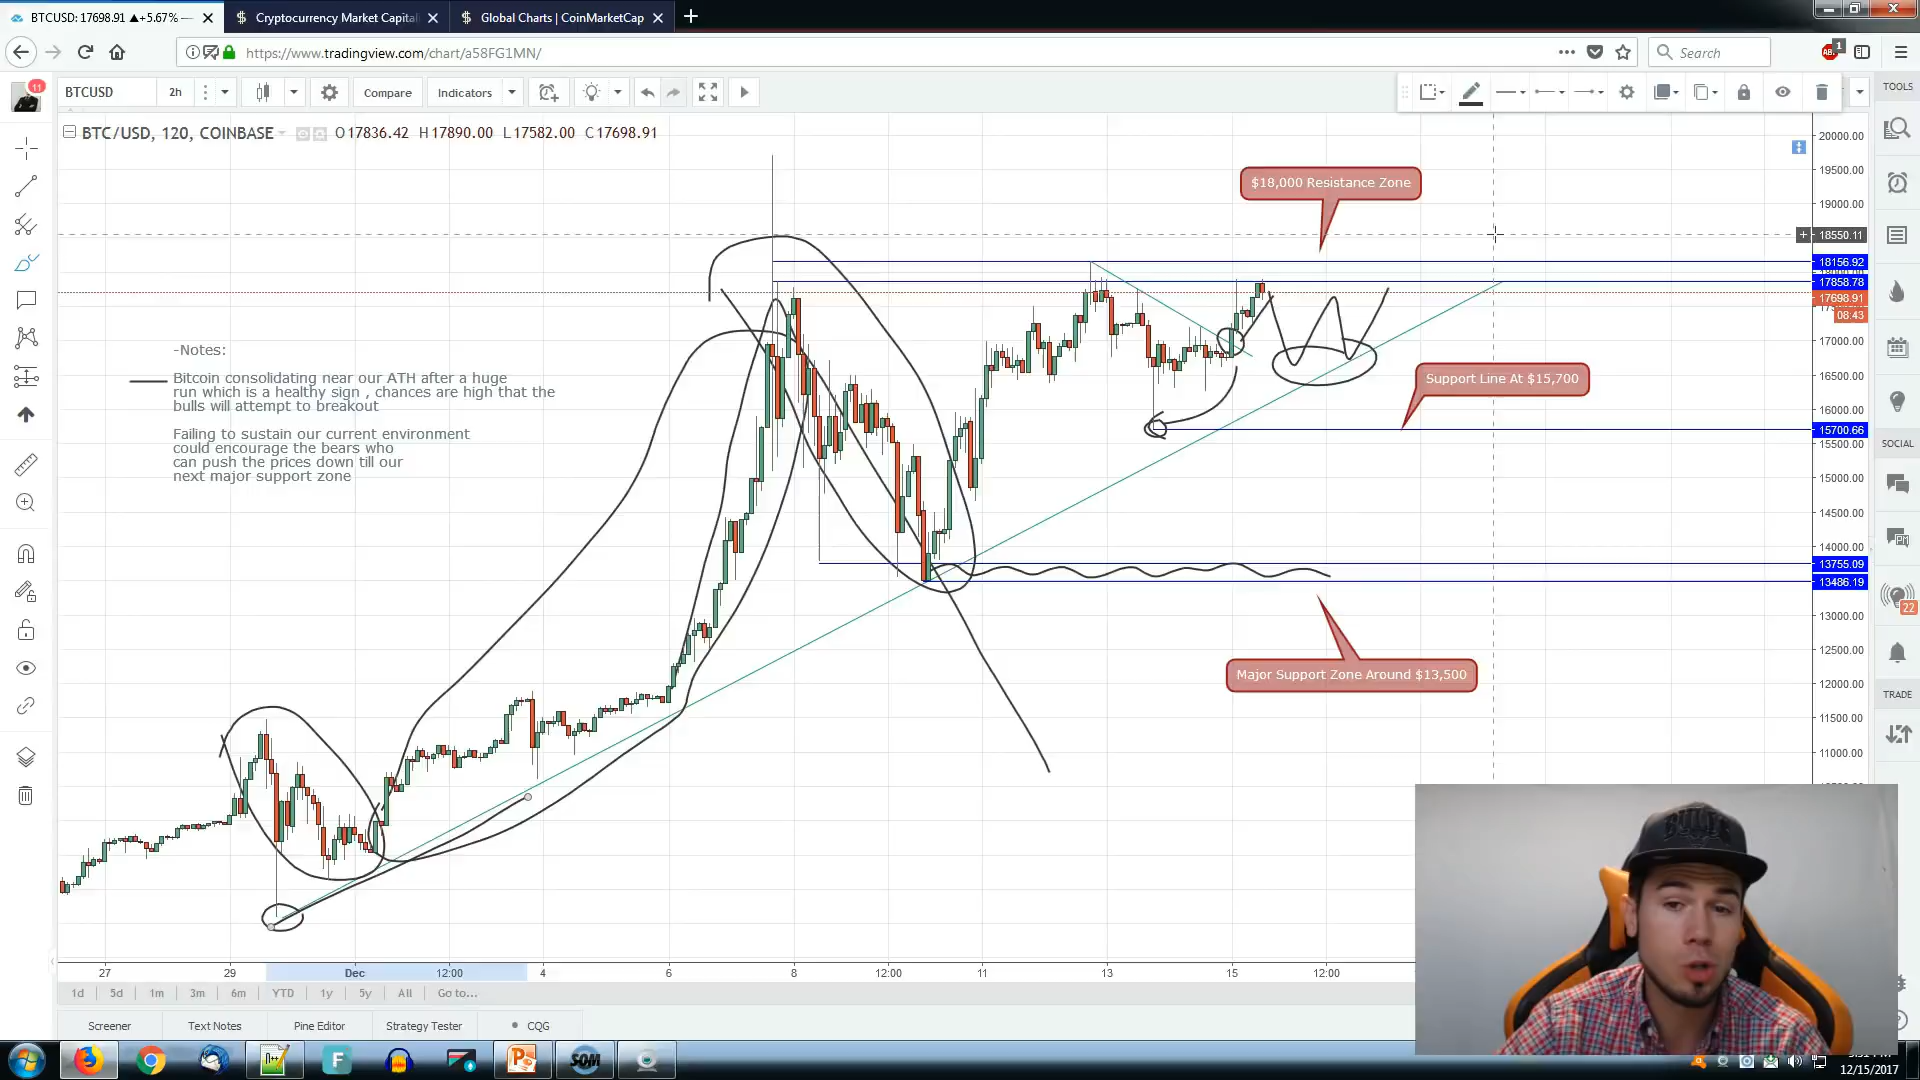 BTCUSD: 17698.91 ▲+5.67% —
Cryptocurrency Market Capital
Global Charts | CoinMarketCap
https://www.tradingview.com/chart/a58FG1MN/
Search
1
11
BTCUSD
2h
Compare
Indicators
TOOLS
BTC/USD, 120, COINBASE
O17836.42 H17890.00 L17582.00 C17698.91
20000.00
19500.00
19000.00
18550.11
18156.92
17858.78
17698.91
08:43
17000.00
16500.00
16000.00
15700.66
15500.00
15000.00
14500.00
14000.00
13755.09
13486.19
13000.00
12500.00
12000.00
11500.00
11000.00
$18,000 Resistance Zone
Support Line At $15,700
Major Support Zone Around $13,500
-Notes:
Bitcoin consolidating near our ATH after a huge
run which is a healthy sign , chances are high that the
bulls will attempt to breakout
Failing to sustain our current environment
could encourage the bears who
can push the prices down till our
next major support zone
SOCIAL
22
TRADE
27 29 Dec 12:00 4 6 8 12:00 11 13 15 12:00
1d 5d 1m 3m 6m YTD 1y 5y All Go to...
Screener Text Notes Pine Editor Strategy Tester CQG
SOM
12/15/2017